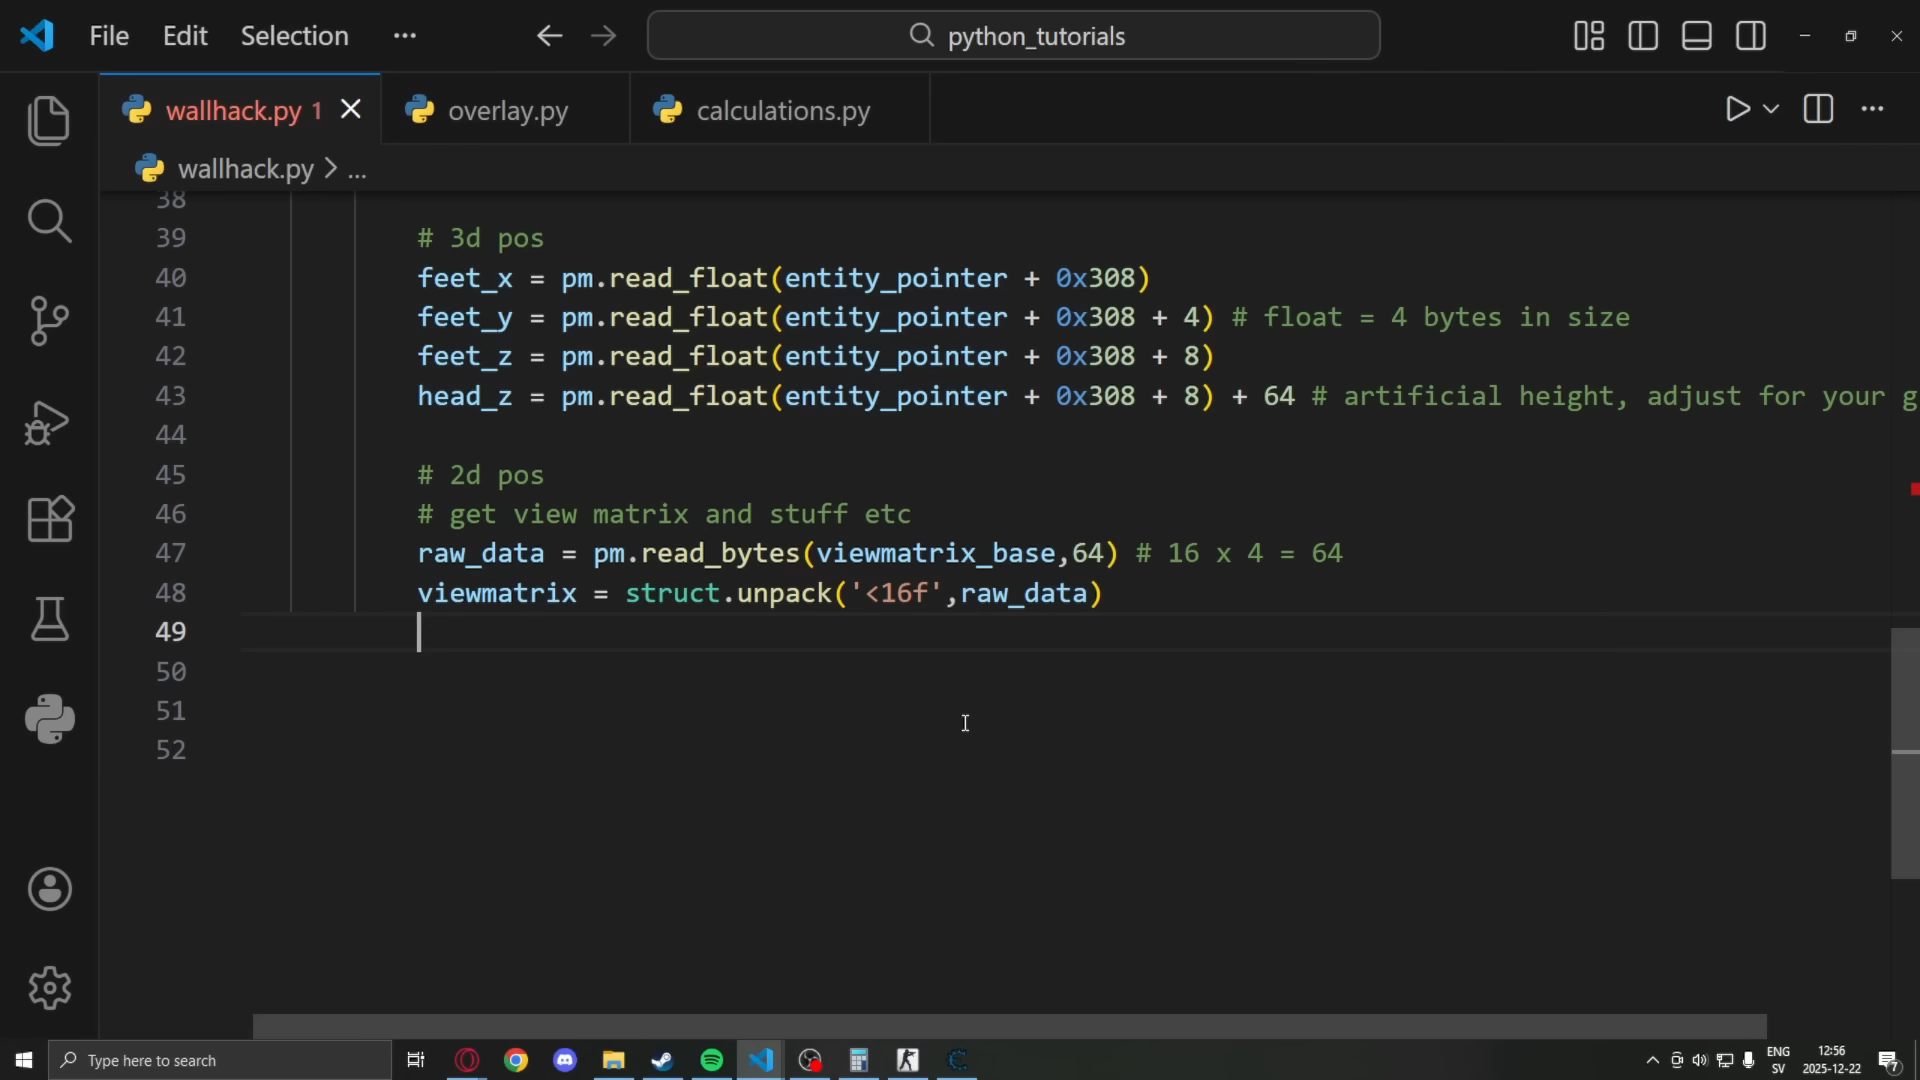 File Edit Selection ··· python_tutorials
wallhack.py 1 overlay.py calculations.py
wallhack.py > ...
38
39 # 3d pos
40 feet_x = pm.read_float(entity_pointer + 0x308)
41 feet_y = pm.read_float(entity_pointer + 0x308 + 4) # float = 4 bytes in size
42 feet_z = pm.read_float(entity_pointer + 0x308 + 8)
43 head_z = pm.read_float(entity_pointer + 0x308 + 8) + 64 # artificial height, adjust for your g
44
45 # 2d pos
46 # get view matrix and stuff etc
47 raw_data = pm.read_bytes(viewmatrix_base,64) # 16 x 4 = 64
48 viewmatrix = struct.unpack('<16f',raw_data)
49
50
51
52
Type here to search
ENG 12:56
SV 2025-12-22 7